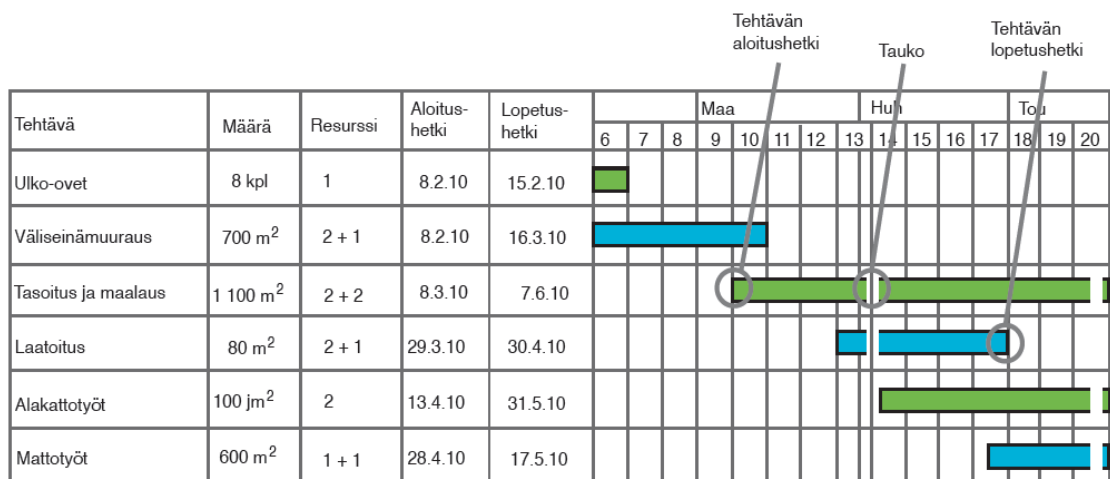 Tehtävän
aloitushetki
Tauko
Tehtävän
lopetushetki
Tehtävä Määrä Resurssi Aloitus-
hetki Lopetus-
hetki Maa Huh Tou
6 7 8 9 10 11 12 13 14 15 16 17 18 19 20
Ulko-ovet 8 kpl 1 8.2.10 15.2.10
Väliseinämuuraus 700 m² 2 + 1 8.2.10 16.3.10
Tasoitus ja maalaus 1 100 m² 2 + 2 8.3.10 7.6.10
Laatoitus 80 m² 2 + 1 29.3.10 30.4.10
Alakattotyöt 100 jm² 2 13.4.10 31.5.10
Mattotyöt 600 m² 1 + 1 28.4.10 17.5.10